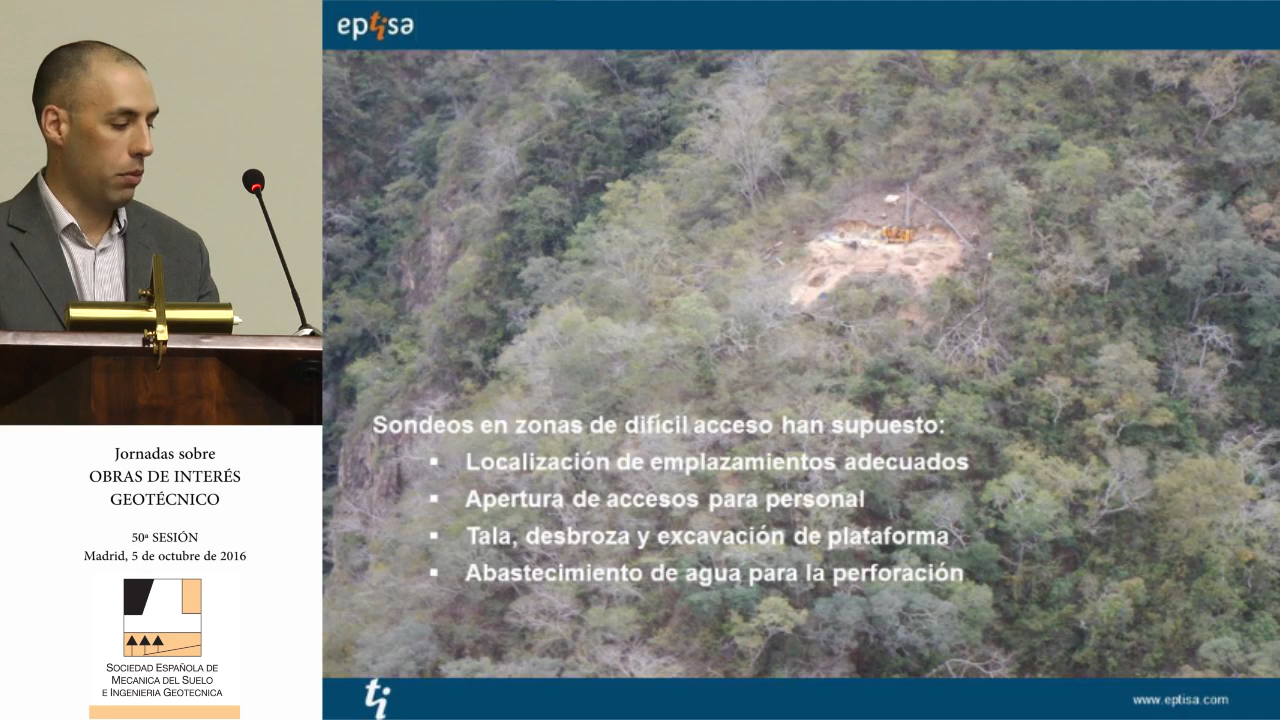 Jornadas sobre
OBRAS DE INTERÉS
GEOTÉCNICO
50ª SESIÓN
Madrid, 5 de octubre de 2016
SOCIEDAD ESPAÑOLA DE
MECANICA DEL SUELO
E INGENIERIA GEOTECNICA
eptisa
Sondeos en zonas de difícil acceso han supuesto:
▪ Localización de emplazamientos adecuados
▪ Apertura de accesos para personal
▪ Tala, desbroza y excavación de plataforma
▪ Abastecimiento de agua para la perforación
ti
www.eptisa.com